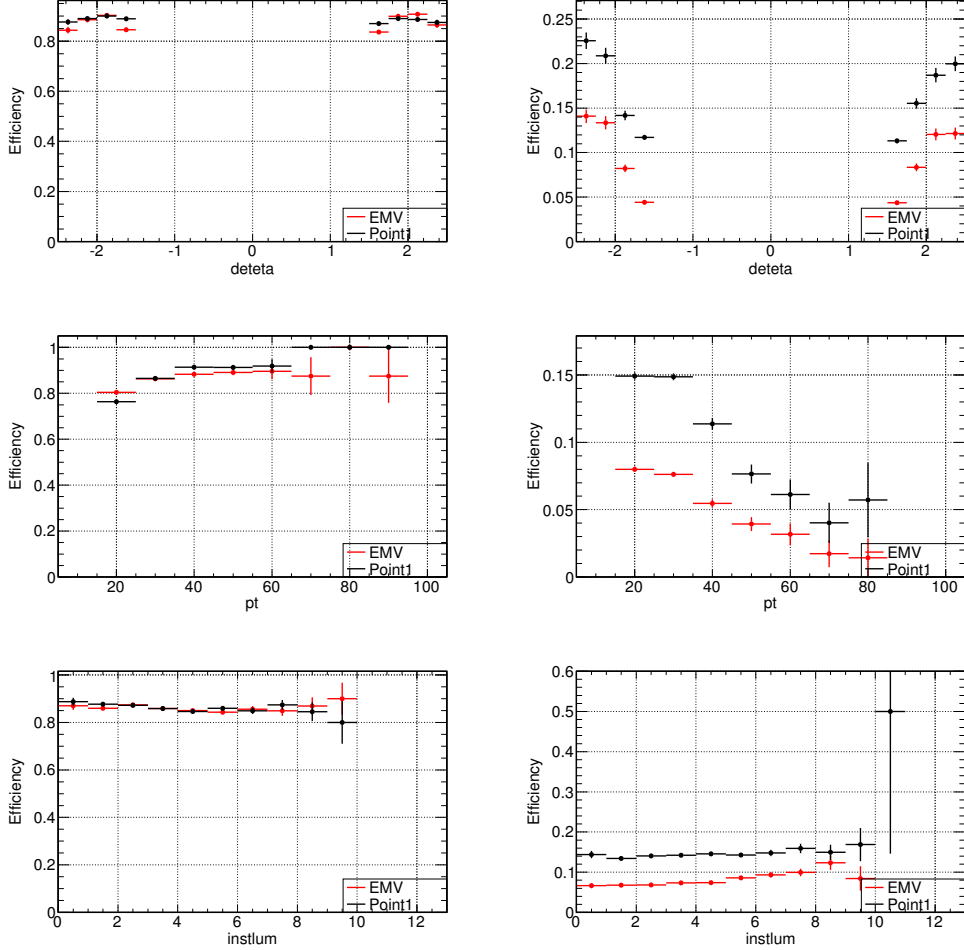 Efficiency
0.8
0.6
0.4
0.2
0
-2
-1
0
1
2
deteta
EMV
Point1
Efficiency
0.25
0.2
0.15
0.1
0.05
0
-2
-1
0
1
2
deteta
EMV
Point1
Efficiency
1
0.8
0.6
0.4
0.2
0
20
40
60
80
100
pt
EMV
Point1
Efficiency
0.15
0.1
0.05
0
20
40
60
80
100
pt
EMV
Point1
Efficiency
1
0.8
0.6
0.4
0.2
0
0
2
4
6
8
10
12
instlum
EMV
Point1
Efficiency
0.6
0.5
0.4
0.3
0.2
0.1
0
0
2
4
6
8
10
12
instlum
EMV
Point1